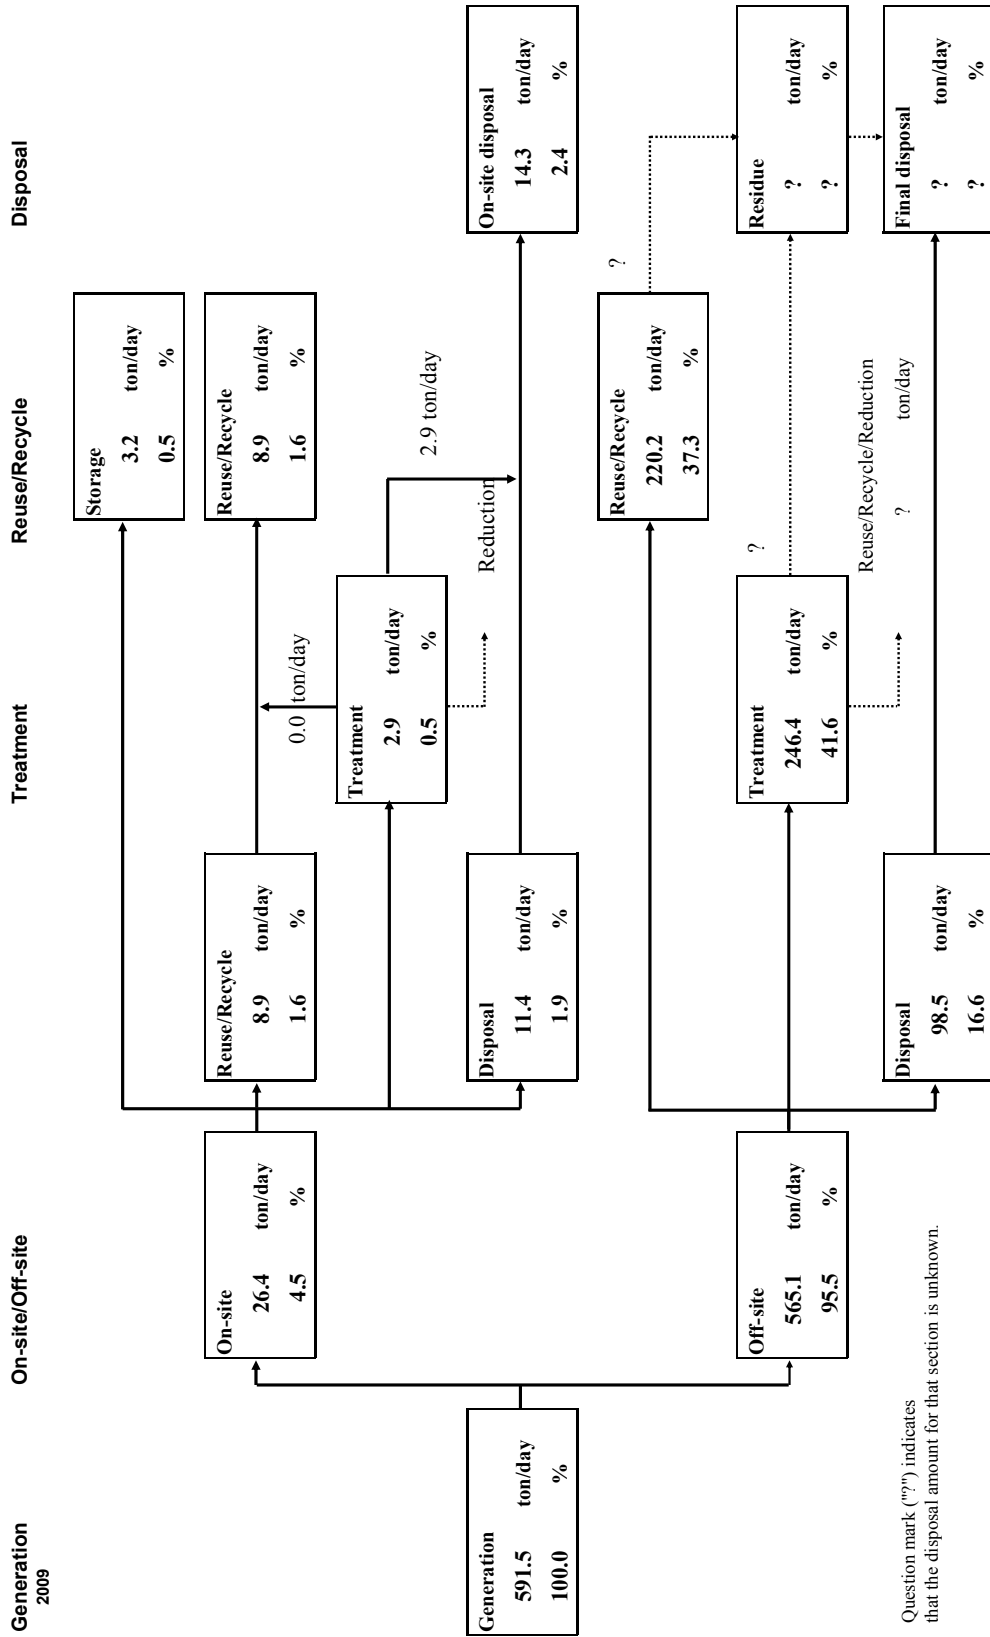 Generation
2009
On-site/Off-site
Treatment
Reuse/Recycle
Disposal
Generation
591.5 ton/day
100.0 %
On-site
26.4 ton/day
4.5 %
Off-site
565.1 ton/day
95.5 %
Storage
3.2 ton/day
0.5 %
Reuse/Recycle
8.9 ton/day
1.6 %
Reuse/Recycle
8.9 ton/day
1.6 %
0.0 ton/day
Treatment
2.9 ton/day
0.5 %
2.9 ton/day
Reduction
Disposal
11.4 ton/day
1.9 %
On-site disposal
14.3 ton/day
2.4 %
Reuse/Recycle
220.2 ton/day
37.3 %
?
Treatment
246.4 ton/day
41.6 %
?
Residue
? ton/day
? %
Reuse/Recycle/Reduction
? ton/day
Disposal
98.5 ton/day
16.6 %
Final disposal
? ton/day
? %
Question mark ("?") indicates
that the disposal amount for that section is unknown.